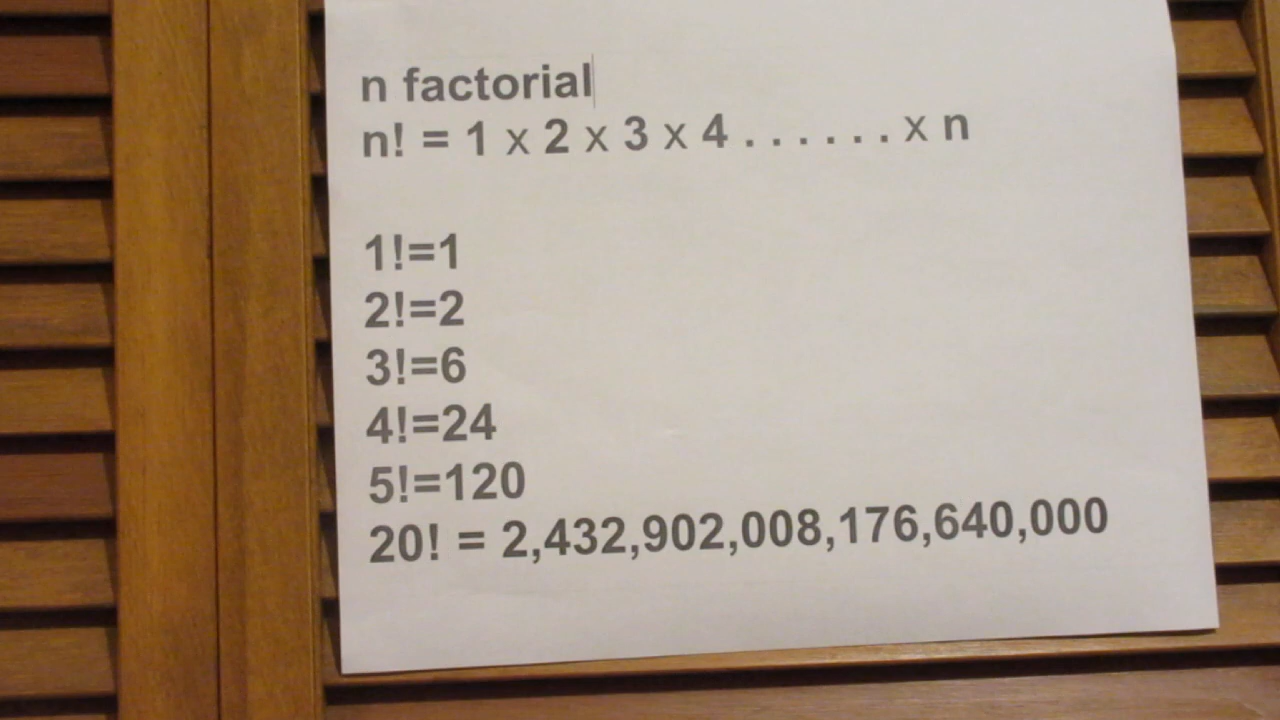 n factorial
n! = 1 x 2 x 3 x 4 . . . . . . x n
1!=1
2!=2
3!=6
4!=24
5!=120
20! = 2,432,902,008,176,640,000